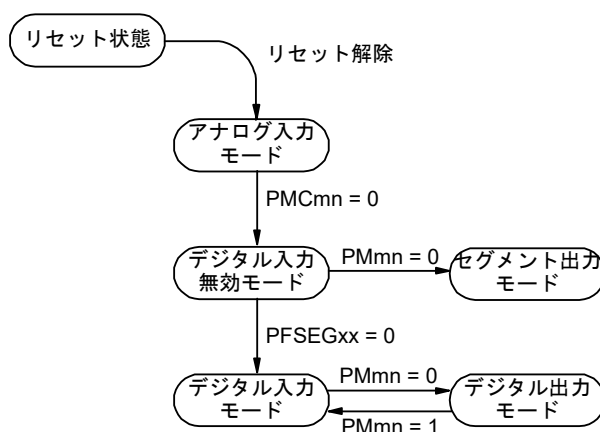 リセット状態
リセット解除
アナログ入力
モード
PMCmn = 0
デジタル入力
無効モード
PMmn = 0
セグメント出力
モード
PFSEGxx = 0
デジタル入力
モード
PMmn = 0
デジタル出力
モード
PMmn = 1